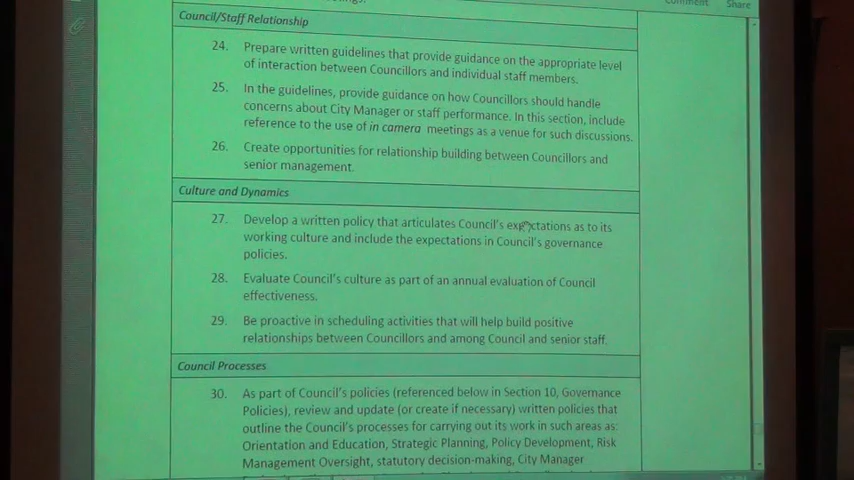 Comment
Share
Council/Staff Relationship
24. Prepare written guidelines that provide guidance on the appropriate level
of interaction between Councillors and individual staff members.
25. In the guidelines, provide guidance on how Councillors should handle
concerns about City Manager or staff performance. In this section, include
reference to the use of in camera meetings as a venue for such discussions.
26. Create opportunities for relationship building between Councillors and
senior management.
Culture and Dynamics
27. Develop a written policy that articulates Council's expectations as to its
working culture and include the expectations in Council's governance
policies.
28. Evaluate Council's culture as part of an annual evaluation of Council
effectiveness.
29. Be proactive in scheduling activities that will help build positive
relationships between Councillors and among Council and senior staff.
Council Processes
30. As part of Council's policies (referenced below in Section 10, Governance
Policies), review and update (or create if necessary) written policies that
outline the Council's processes for carrying out its work in such areas as:
Orientation and Education, Strategic Planning, Policy Development, Risk
Management Oversight, statutory decision-making, City Manager